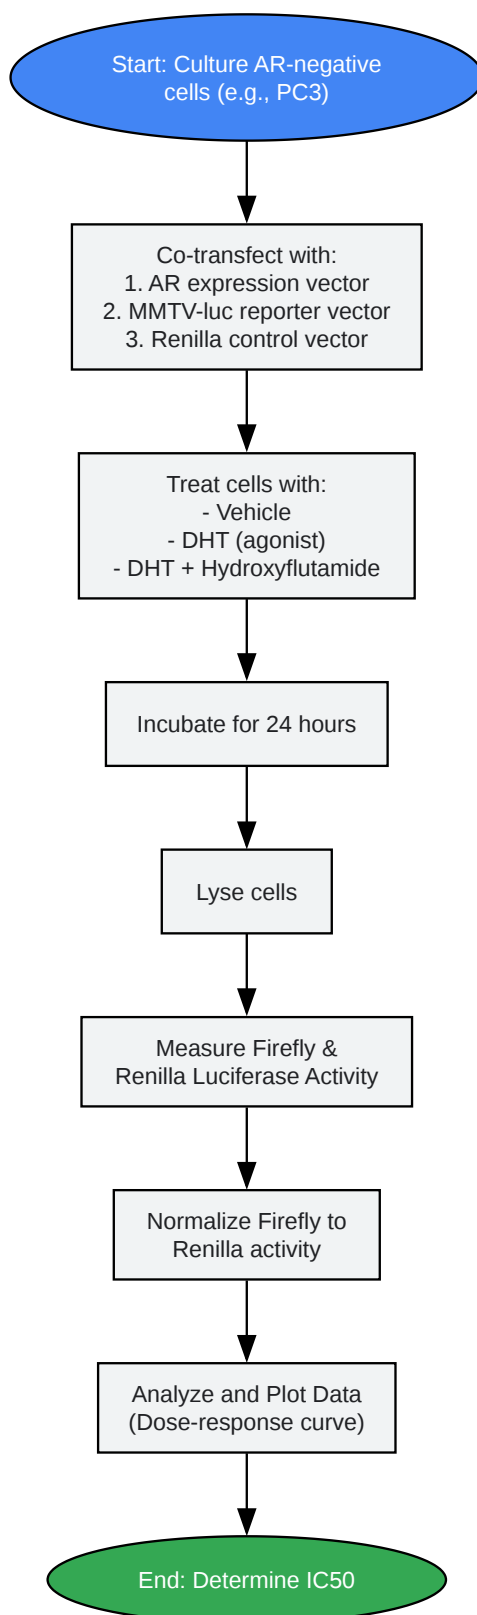 Start: Culture AR-negative
cells (e.g., PC3)
Co-transfect with:
1. AR expression vector
2. MMTV-luc reporter vector
3. Renilla control vector
Treat cells with:
- Vehicle
- DHT (agonist)
- DHT + Hydroxyflutamide
Incubate for 24 hours
Lyse cells
Measure Firefly &
Renilla Luciferase Activity
Normalize Firefly to
Renilla activity
Analyze and Plot Data
(Dose-response curve)
End: Determine IC50